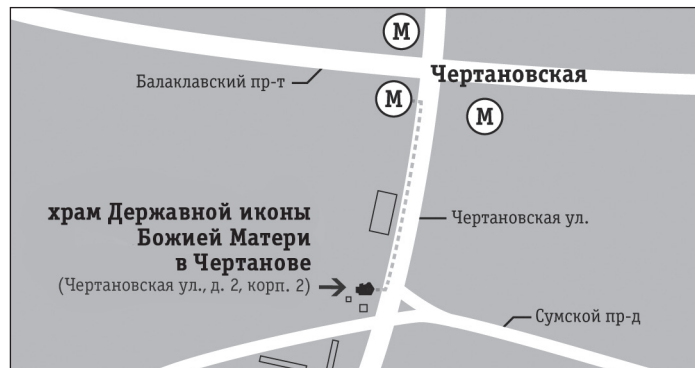 М
Чертановская
Балаклавский пр-т
М
М
храм Державной иконы
Божией Матери
в Чертанове
(Чертановская ул., д. 2, корп. 2)
Чертановская ул.
Сумской пр-д